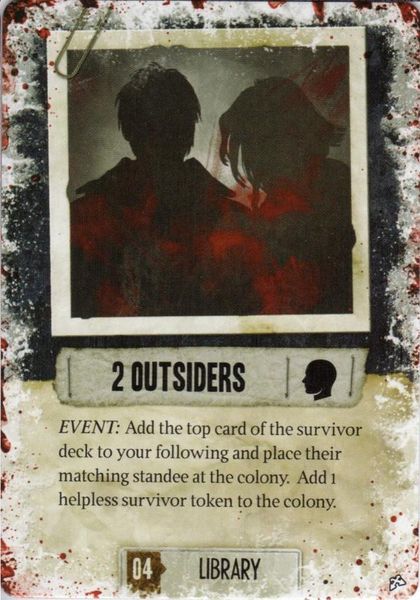 2 OUTSIDERS
EVENT: Add the top card of the survivor
deck to your following and place their
matching standee at the colony. Add 1
helpless survivor token to the colony.
04 LIBRARY